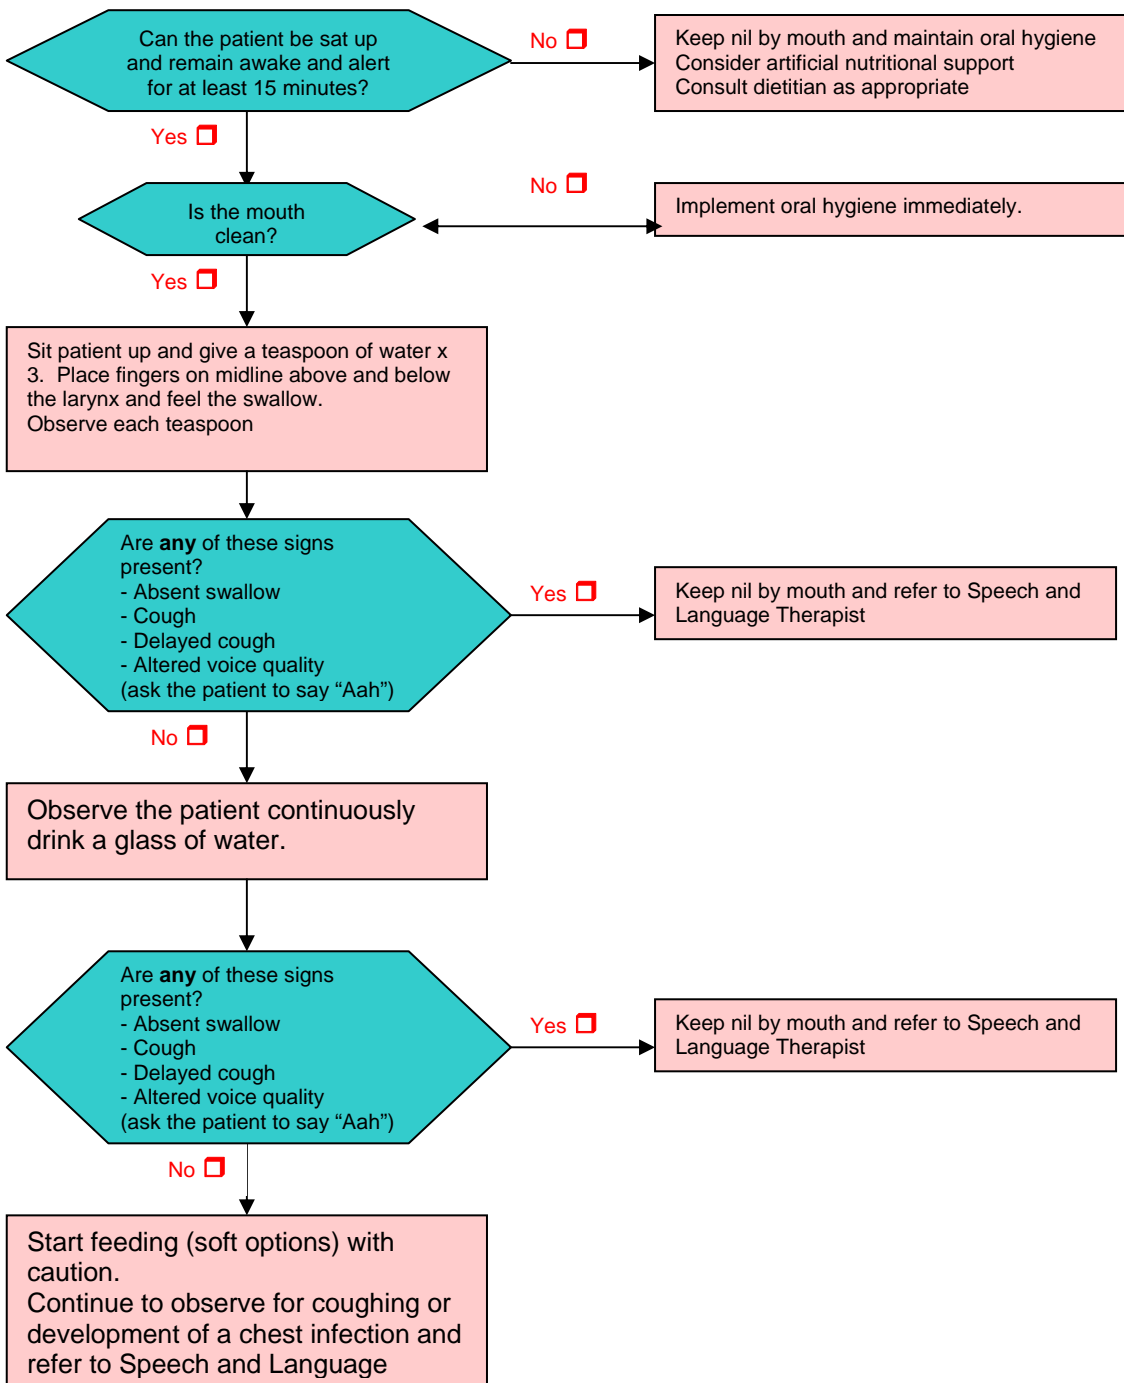 Can the patient be sat up
and remain awake and alert
for at least 15 minutes?
No
Keep nil by mouth and maintain oral hygiene
Consider artificial nutritional support
Consult dietitian as appropriate
Yes
Is the mouth
clean?
No
Implement oral hygiene immediately.
Yes
Sit patient up and give a teaspoon of water x
3. Place fingers on midline above and below
the larynx and feel the swallow.
Observe each teaspoon
Are any of these signs
present?
- Absent swallow
- Cough
- Delayed cough
- Altered voice quality
(ask the patient to say “Aah”)
Yes
Keep nil by mouth and refer to Speech and
Language Therapist
No
Observe the patient continuously
drink a glass of water.
Are any of these signs
present?
- Absent swallow
- Cough
- Delayed cough
- Altered voice quality
(ask the patient to say “Aah”)
Yes
Keep nil by mouth and refer to Speech and
Language Therapist
No
Start feeding (soft options) with
caution.
Continue to observe for coughing or
development of a chest infection and
refer to Speech and Language